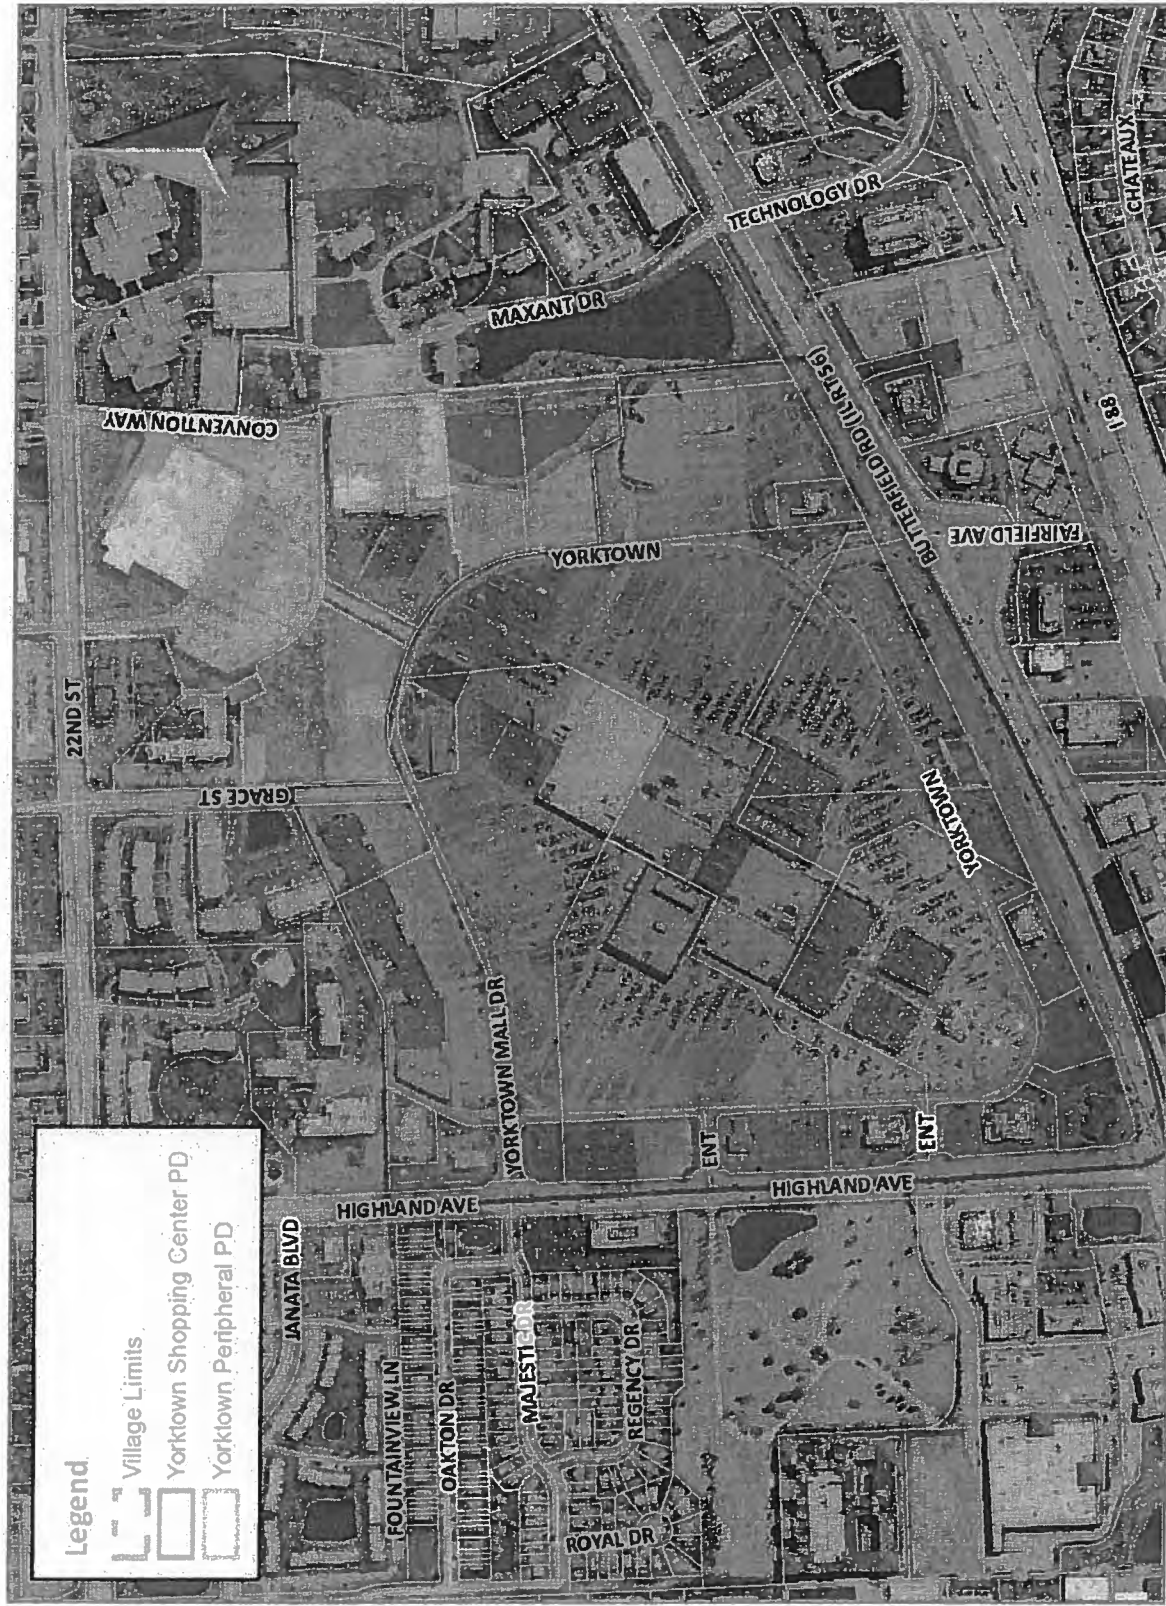 Legend
Village Limits
Yorktown Shopping Center PD
Yorktown Peripheral PD
22ND ST
CONVENTION WAY
GRACE ST
MAXANT DR
TECHNOLOGY DR
CHATEAUX
YORKTOWN
BUTTERFIELD RD (IL RT 56)
I 88
FAIRFIELD AVE
YORKTOWN
YORKTOWN MALL DR
ENT
ENT
HIGHLAND AVE
HIGHLAND AVE
JANATA BLVD
FOUNTAINVIEW LN
OAKTON DR
MAJESTIC DR
REGENCY DR
ROYAL DR
N